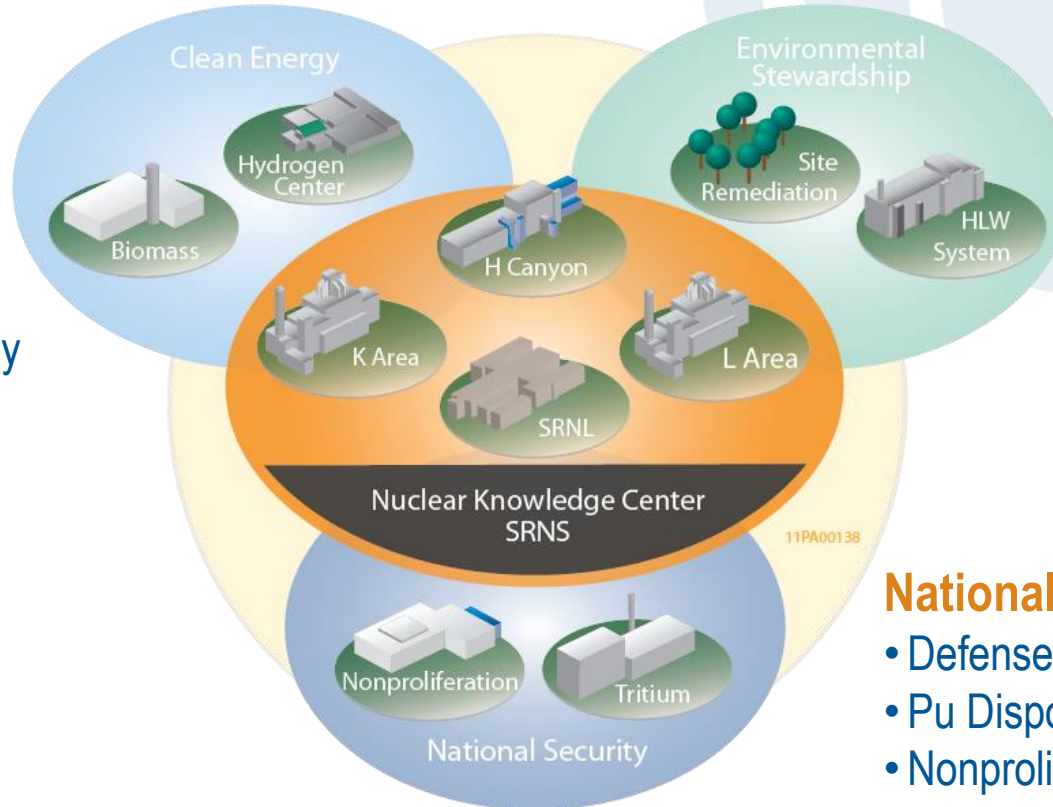 Clean Energy
Environmental
Stewardship
Hydrogen
Center
Biomass
Site
Remediation
HLW
System
H Canyon
y
K Area
L Area
SRNL
Nuclear Knowledge Center
SRNS
11PA00138
Nonproliferation
Tritium
National Security
National
• Defense
• Pu Dispo
• Nonproli